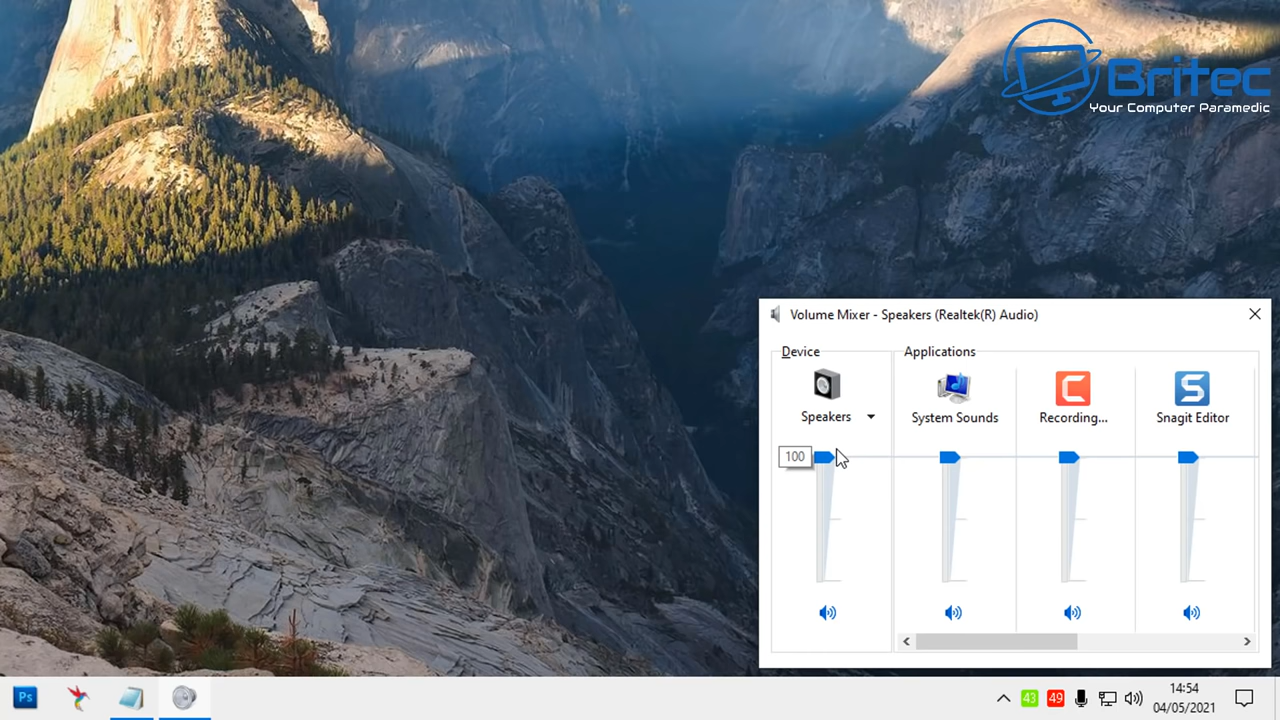 Britec
Your Computer Paramedic
Volume Mixer - Speakers (Realtek(R) Audio)
Device
Applications
Speakers
System Sounds
Recording...
Snagit Editor
100
Ps
43
49
14:54
04/05/2021